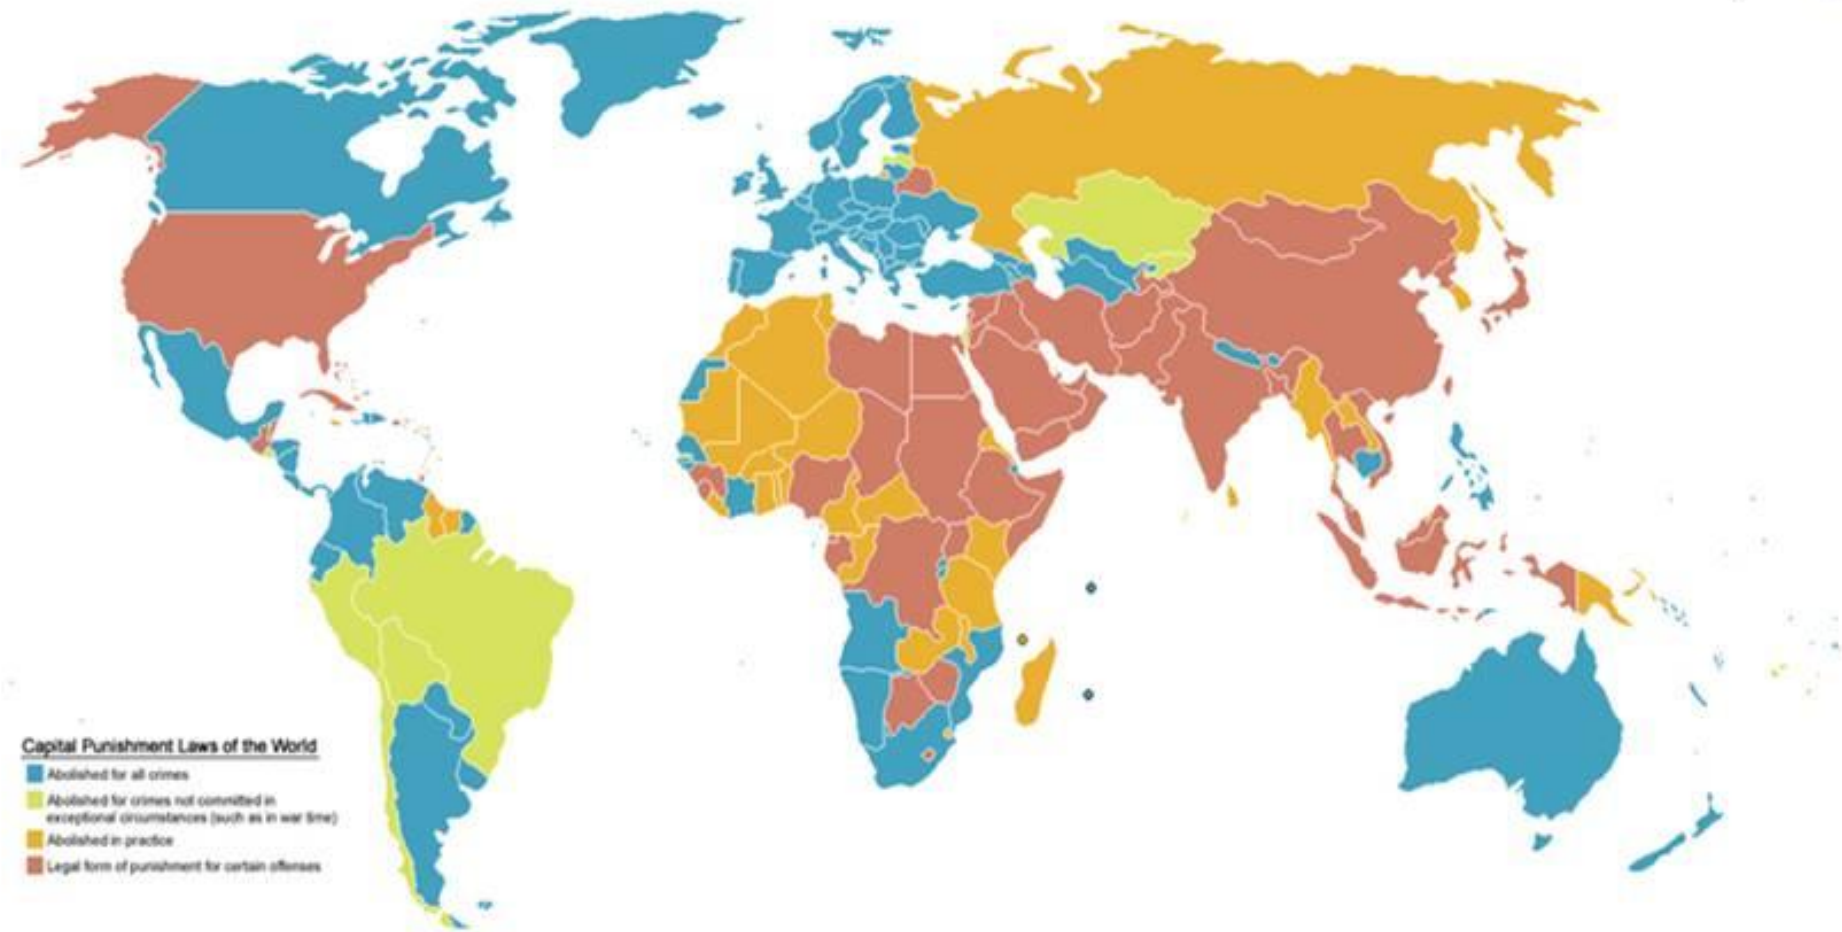 Capital Punishment Laws of the World
Abolished for all crimes
Abolished for crimes not committed in
exceptional circumstances (such as in war time)
Abolished in practice
Legal form of punishment for certain offenses